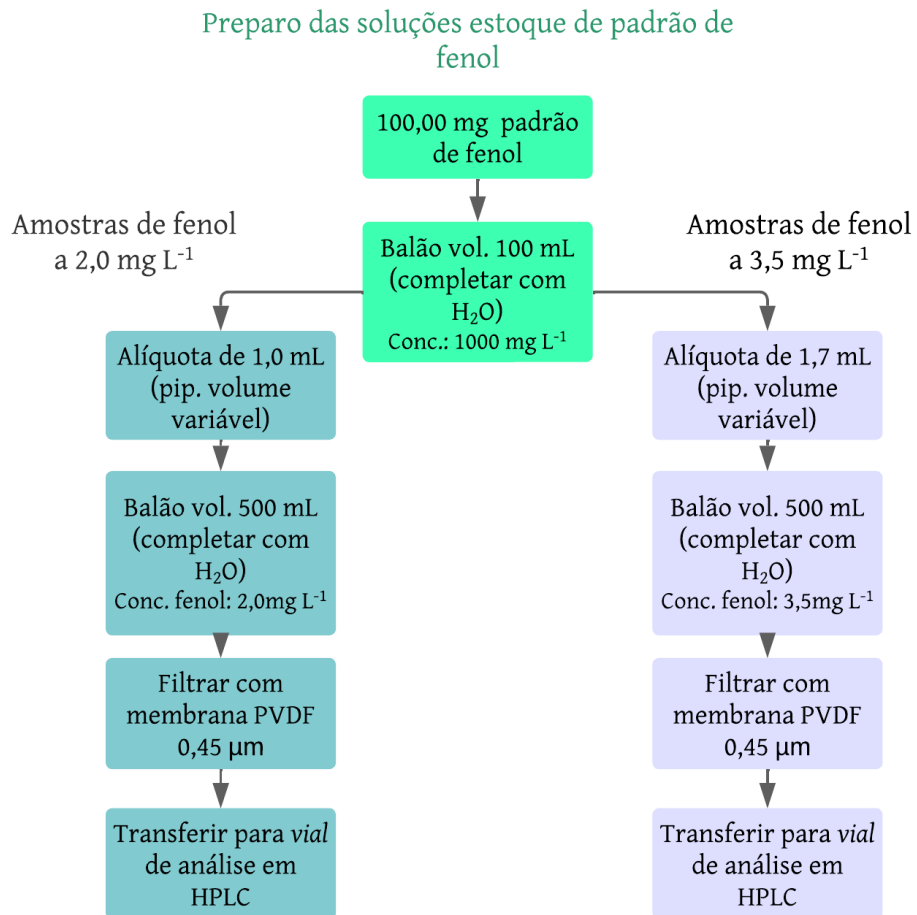 Preparo das soluções estoque de padrão de
fenol
100,00 mg padrão
de fenol
Balão vol. 100 mL
(completar com
H₂O)
Conc.: 1000 mg L⁻¹
Amostras de fenol
a 2,0 mg L⁻¹
Alíquota de 1,0 mL
(pip. volume
variável)
Balão vol. 500 mL
(completar com
H₂O)
Conc. fenol: 2,0mg L⁻¹
Filtrar com
membrana PVDF
0,45 μm
Transferir para vial
de análise em
HPLC
Amostras de fenol
a 3,5 mg L⁻¹
Alíquota de 1,7 mL
(pip. volume
variável)
Balão vol. 500 mL
(completar com
H₂O)
Conc. fenol: 3,5mg L⁻¹
Filtrar com
membrana PVDF
0,45 μm
Transferir para vial
de análise em
HPLC